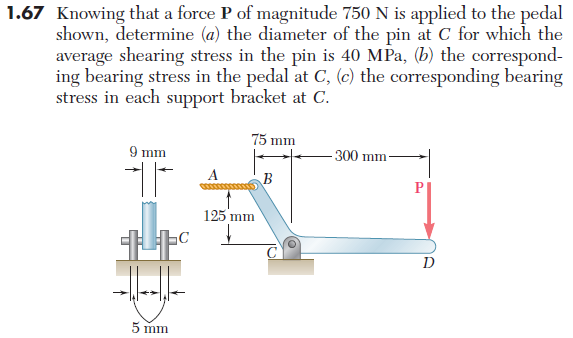 1.67 Knowing that a force P of magnitude 750 N is applied to the pedal
shown, determine (a) the diameter of the pin at C for which the
average shearing stress in the pin is 40 MPa, (b) the correspond-
ing bearing stress in the pedal at C, (c) the corresponding bearing
stress in each support bracket at C.
75 mm
9 mm
300 mm
A
B
P
125 mm
C
C
D
5 mm